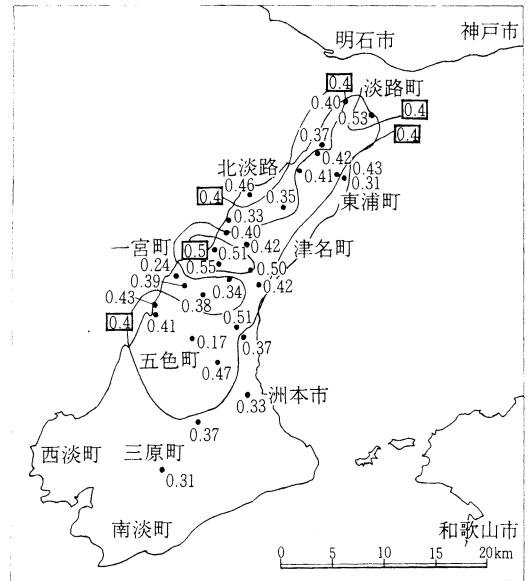 神戸市
明石市
0.4
淡路町
0.40
0.53
0.4
0.4
0.37
北淡路
0.42
0.46
0.41
0.43
0.31
0.4
0.35
東浦町
0.33
0.40
津名町
一宮町
0.5
0.51
0.42
0.24
0.55
0.50
0.39
0.34
0.42
0.43
0.38
0.4
0.41
0.51
0.17
0.37
五色町
0.47
0.33
洲本市
0.37
西淡町
三原町
0.31
南淡町
和歌山市
0 5 10 15 20km